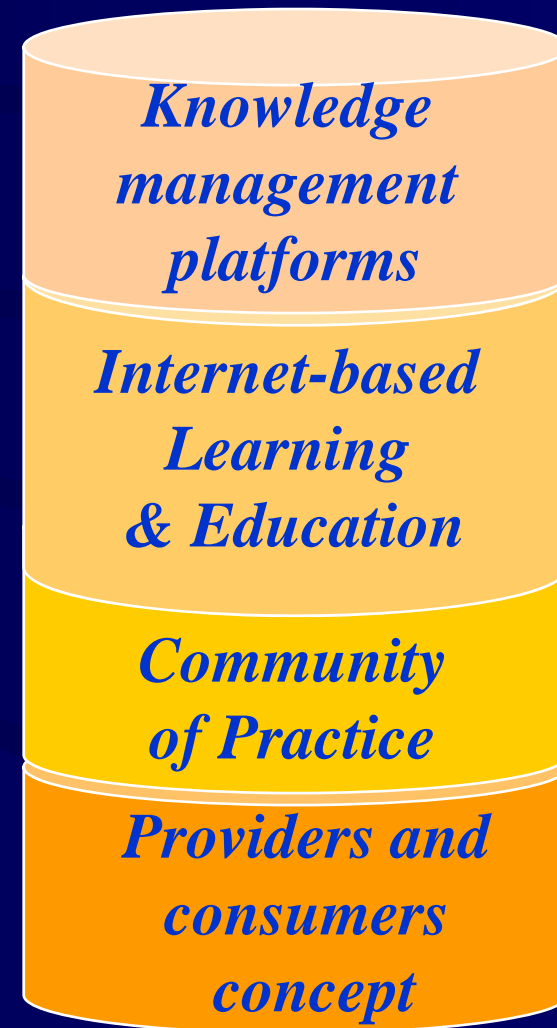 Knowledge
management
platforms
Internet-based
Learning
& Education
Community
of Practice
Providers and
consumers
concept